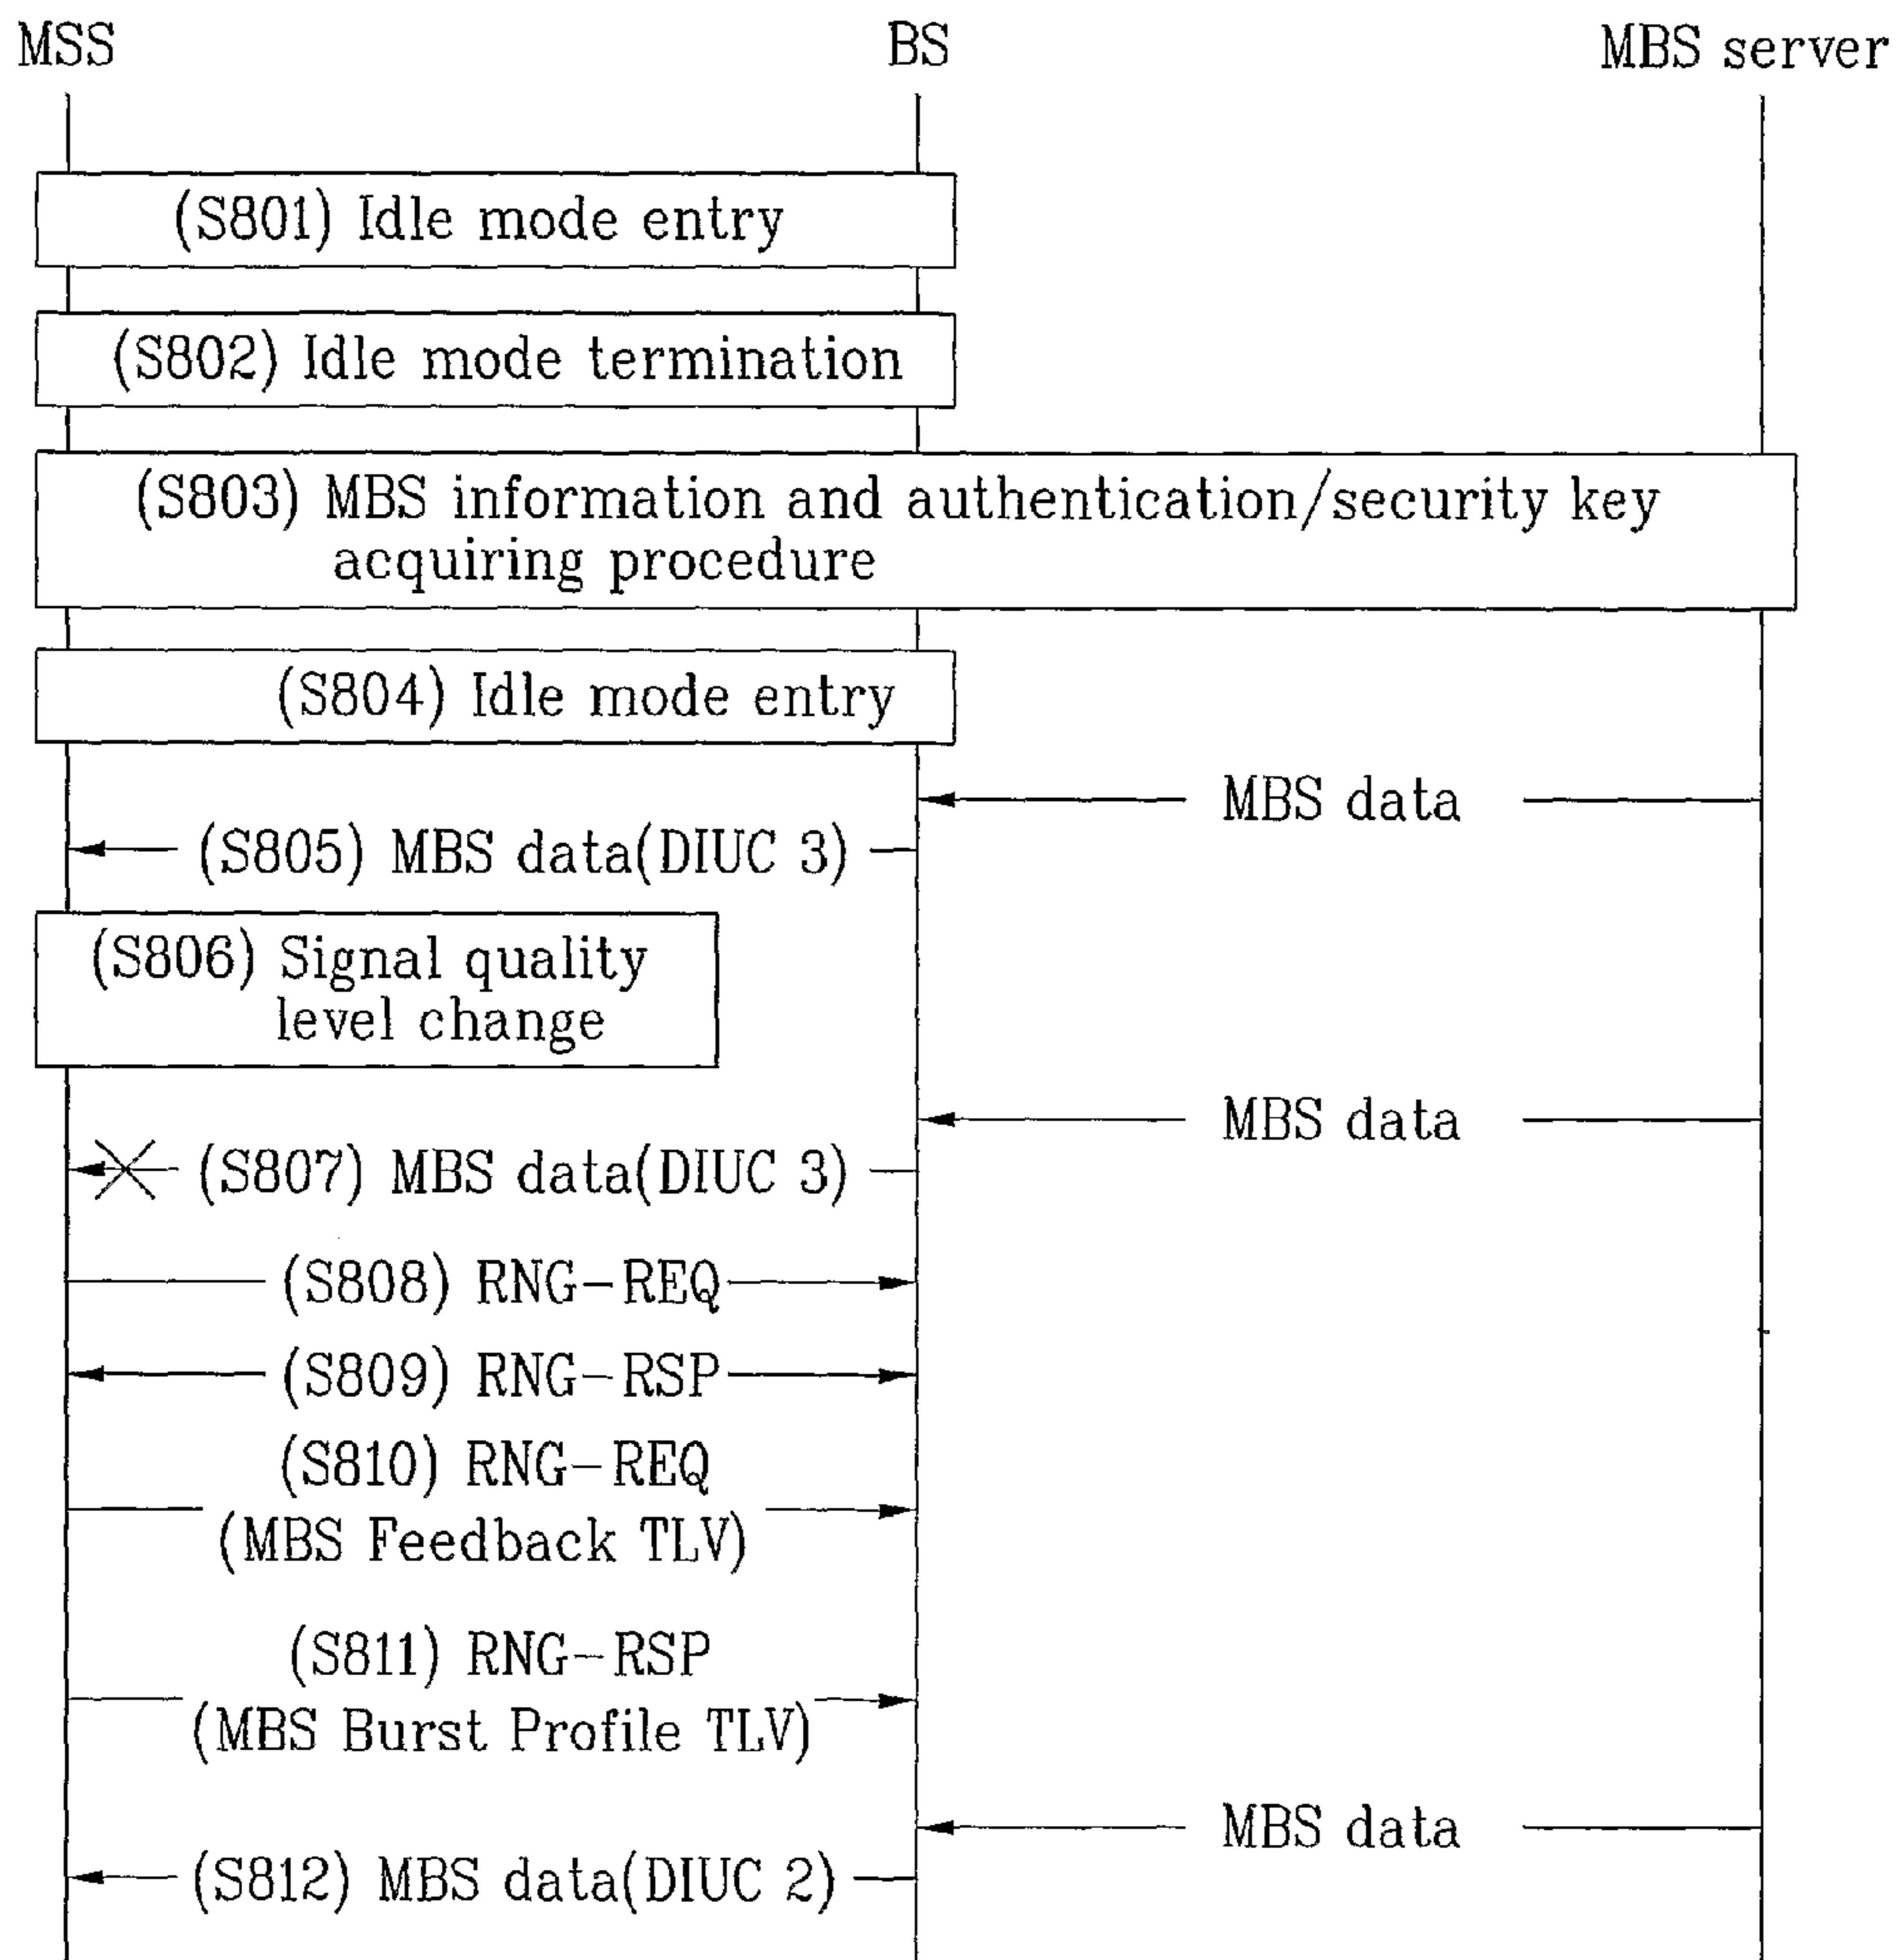 MSS
BS
MBS server
(S801) Idle mode entry
(S802) Idle mode termination
(S803) MBS information and authentication/security key
acquiring procedure
(S804) Idle mode entry
MBS data
(S805) MBS data(DIUC 3)
(S806) Signal quality
level change
MBS data
(S807) MBS data(DIUC 3)
(S808) RNG-REQ
(S809) RNG-RSP
(S810) RNG-REQ
(MBS Feedback TLV)
(S811) RNG-RSP
(MBS Burst Profile TLV)
MBS data
(S812) MBS data(DIUC 2)